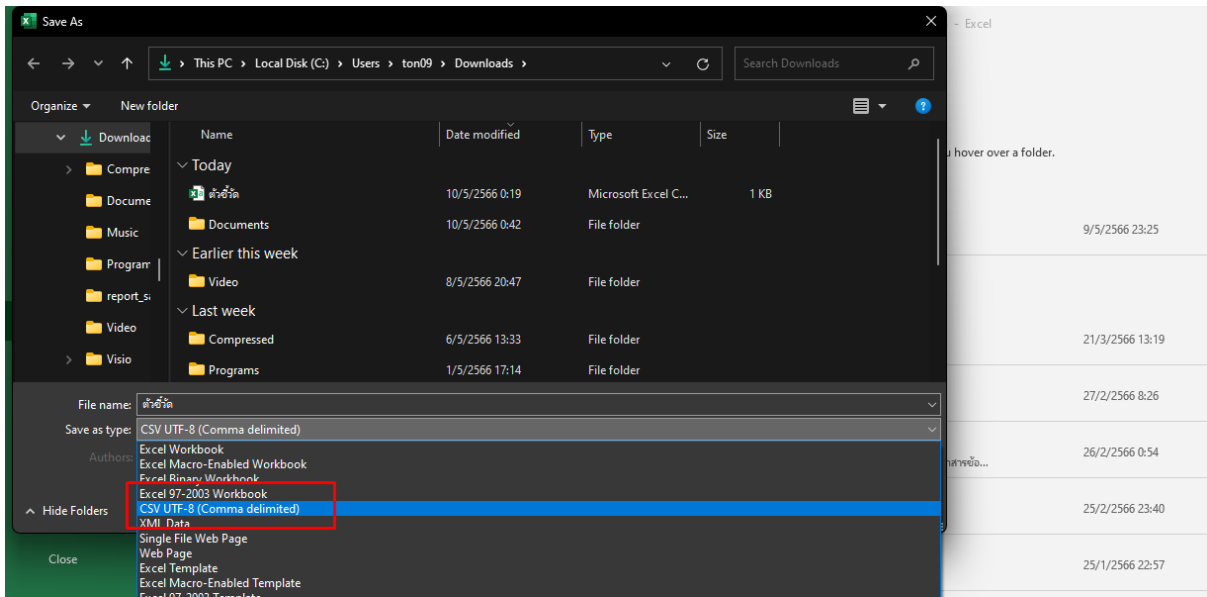 Save As
- Excel
This PC > Local Disk (C:) > Users > ton09 > Downloads >
Search Downloads
Organize
New folder
Downloac
Compre
Docume
Music
Program
report_sa
Video
Visio
Name Date modified Type Size
Today
ตัวชี้วัด 10/5/2566 0:19 Microsoft Excel C... 1 KB
Documents 10/5/2566 0:42 File folder
Earlier this week
Video 8/5/2566 20:47 File folder
Last week
Compressed 6/5/2566 13:33 File folder
Programs 1/5/2566 17:14 File folder
File name: ตัวชี้วัด
Save as type: CSV UTF-8 (Comma delimited)
Authors:
Excel Workbook
Excel Macro-Enabled Workbook
Excel Binary Workbook
Excel 97-2003 Workbook
CSV UTF-8 (Comma delimited)
XML Data
Single File Web Page
Web Page
Excel Template
Excel Macro-Enabled Template
Excel 97-2003 Template
Hide Folders
Close
hover over a folder.
9/5/2566 23:25
21/3/2566 13:19
27/2/2566 8:26
26/2/2566 0:54
25/2/2566 23:40
25/1/2566 22:57